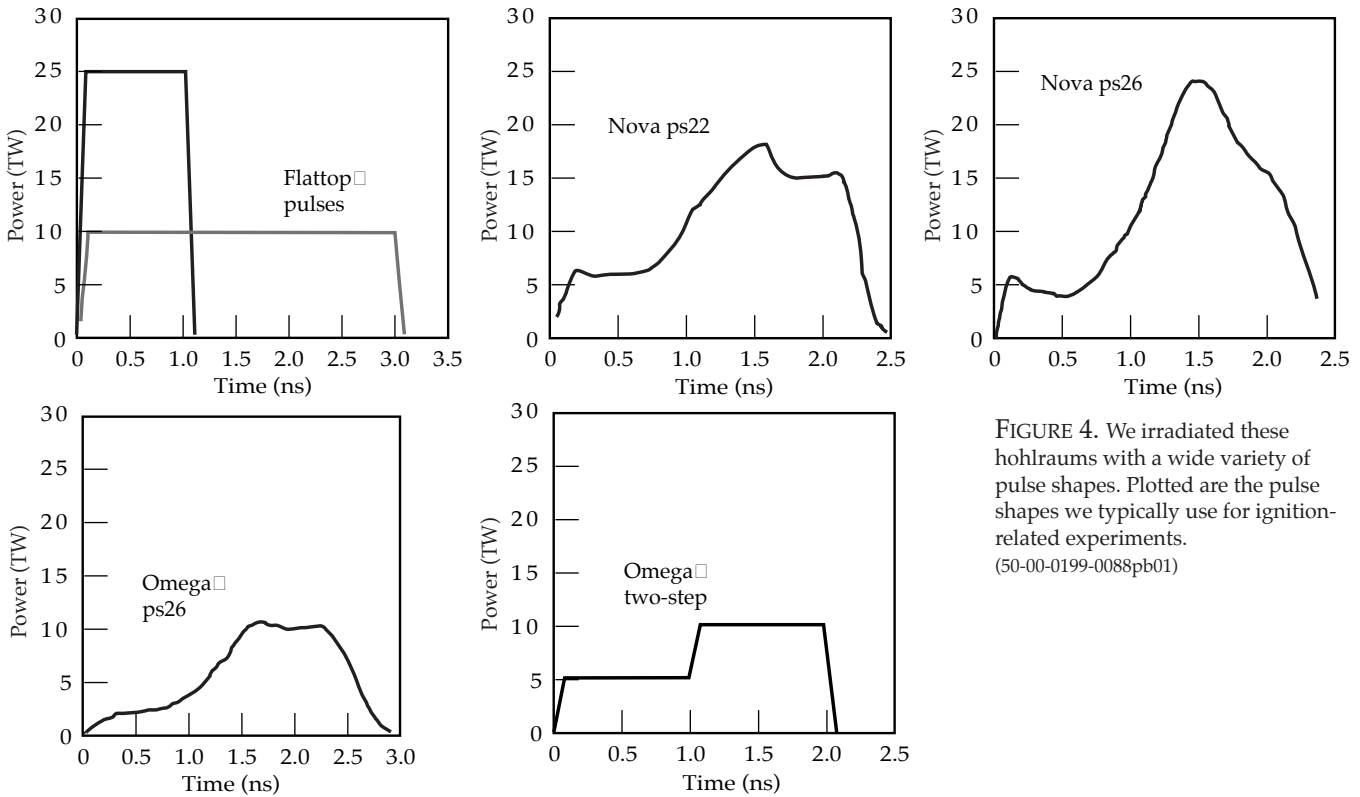 30
25
20
15
10
5
0
Power (TW)
Flattop□
pulses
0 0.5 1.0 1.5 2.0 2.5 3.0 3.5
Time (ns)
30
25
20
15
10
5
0
Power (TW)
Nova ps22
0 0.5 1.0 1.5 2.0 2.5
Time (ns)
30
25
20
15
10
5
0
Power (TW)
Nova ps26
0 0.5 1.0 1.5 2.0 2.5
Time (ns)
30
25
20
15
10
5
0
Power (TW)
Omega□
ps26
0 0.5 1.0 1.5 2.0 2.5 3.0
Time (ns)
30
25
20
15
10
5
0
Power (TW)
Omega□
two-step
0 0.5 1.0 1.5 2.0 2.5
Time (ns)
FIGURE 4. We irradiated these
hohlraums with a wide variety of
pulse shapes. Plotted are the pulse
shapes we typically use for ignition-
related experiments.
(50-00-0199-0088pb01)